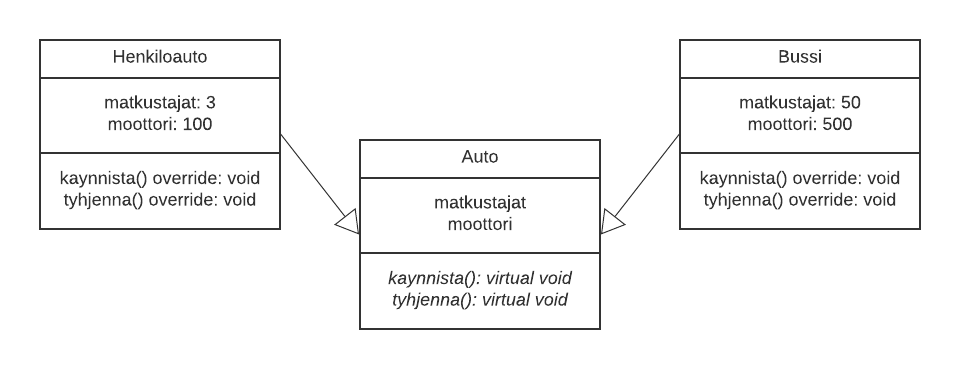 Henkiloauto
matkustajat: 3
moottori: 100
kaynnista() override: void
tyhjenna() override: void
Auto
matkustajat
moottori
kaynnista(): virtual void
tyhjenna(): virtual void
Bussi
matkustajat: 50
moottori: 500
kaynnista() override: void
tyhjenna() override: void